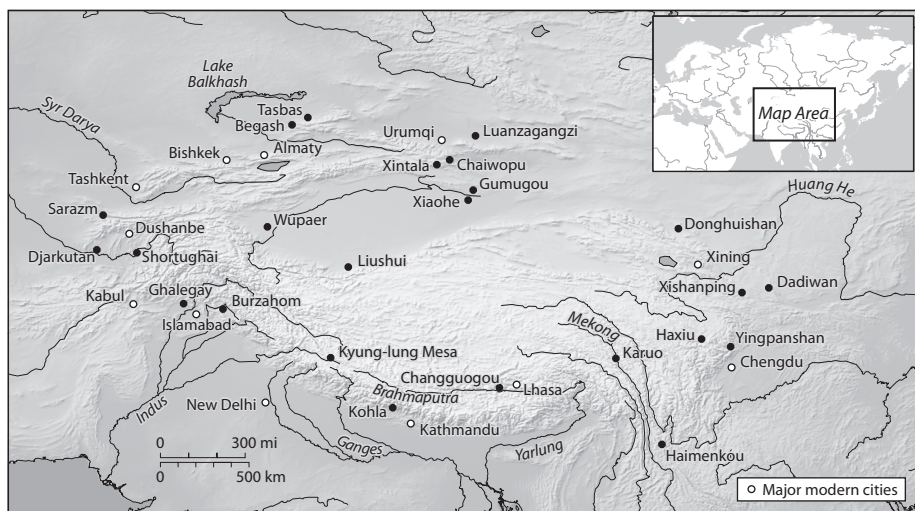 Lake
Balkhash
Map Area
Syr Darya
Tasbas
Begash
Urumqi
Luanzagangzi
Bishkek
Almaty
Xintala
Chaiwopu
Tashkent
Gumugou
Xiaohe
Huang He
Sarazm
Dushanbe
Wupaer
Donghuishan
Djarkutan
Shortughai
Liushui
Xining
Kabul
Ghalegay
Burzahom
Xishanping
Dadiwan
Islamabad
Mekong
Haxiu
Yingpanshan
Kyung-lung Mesa
Karuo
Chengdu
Changguogou
Lhasa
Brahmaputra
Indus
New Delhi
Kohla
Kathmandu
Ganges
Yarlung
Haimenkou
0 300 mi
0 500 km
Major modern cities